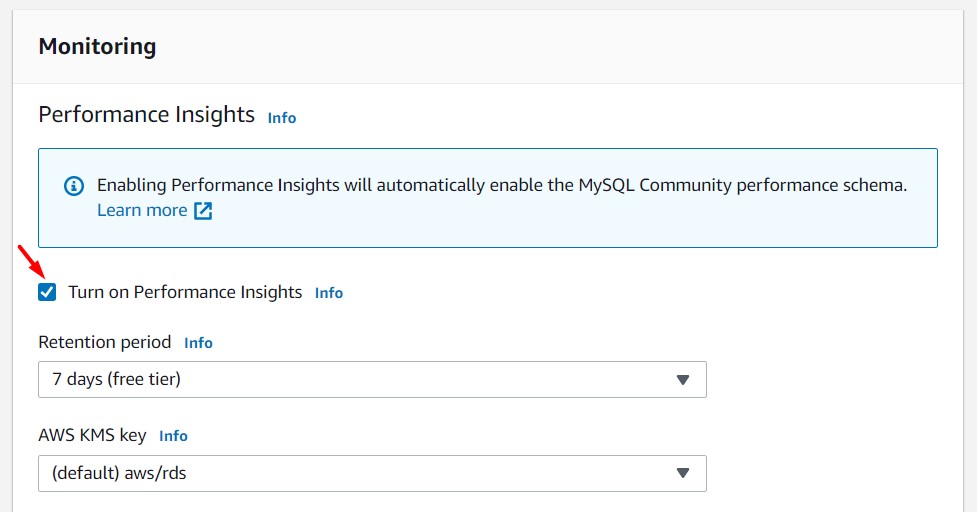 Monitoring
Performance Insights Info
Enabling Performance Insights will automatically enable the MySQL Community performance schema.
Learn more
Turn on Performance Insights Info
Retention period Info
7 days (free tier)
AWS KMS key Info
(default) aws/rds